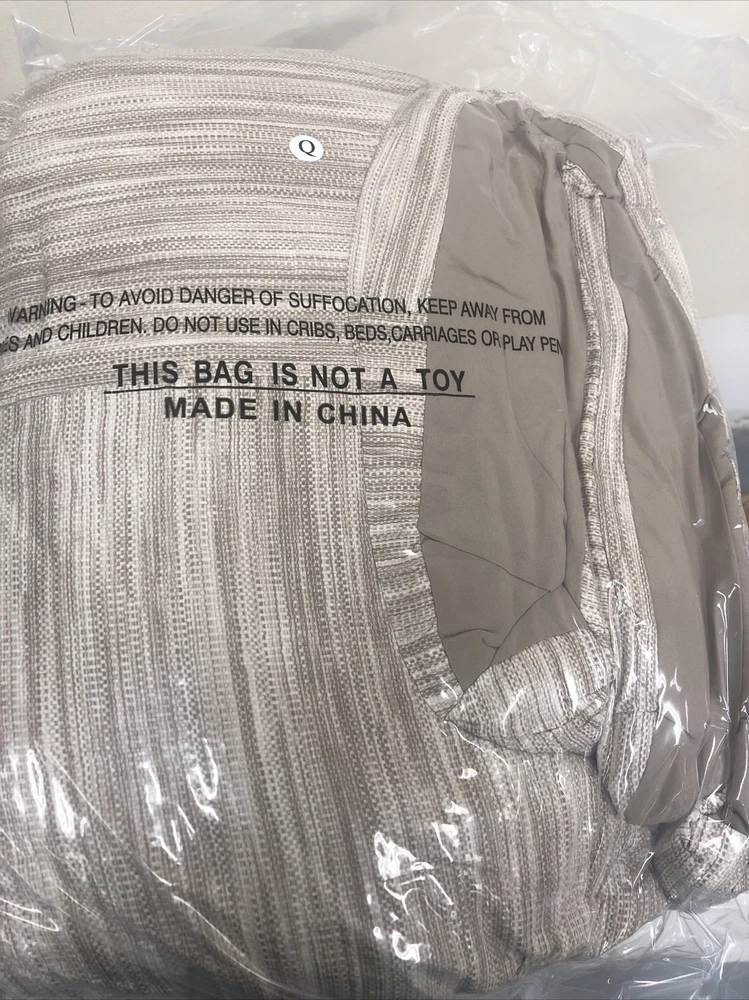 Q
WARNING - TO AVOID DANGER OF SUFFOCATION, KEEP AWAY FROM
AND CHILDREN. DO NOT USE IN CRIBS, BEDS,CARRIAGES OR PLAY PEN
THIS BAG IS NOT A TOY
MADE IN CHINA